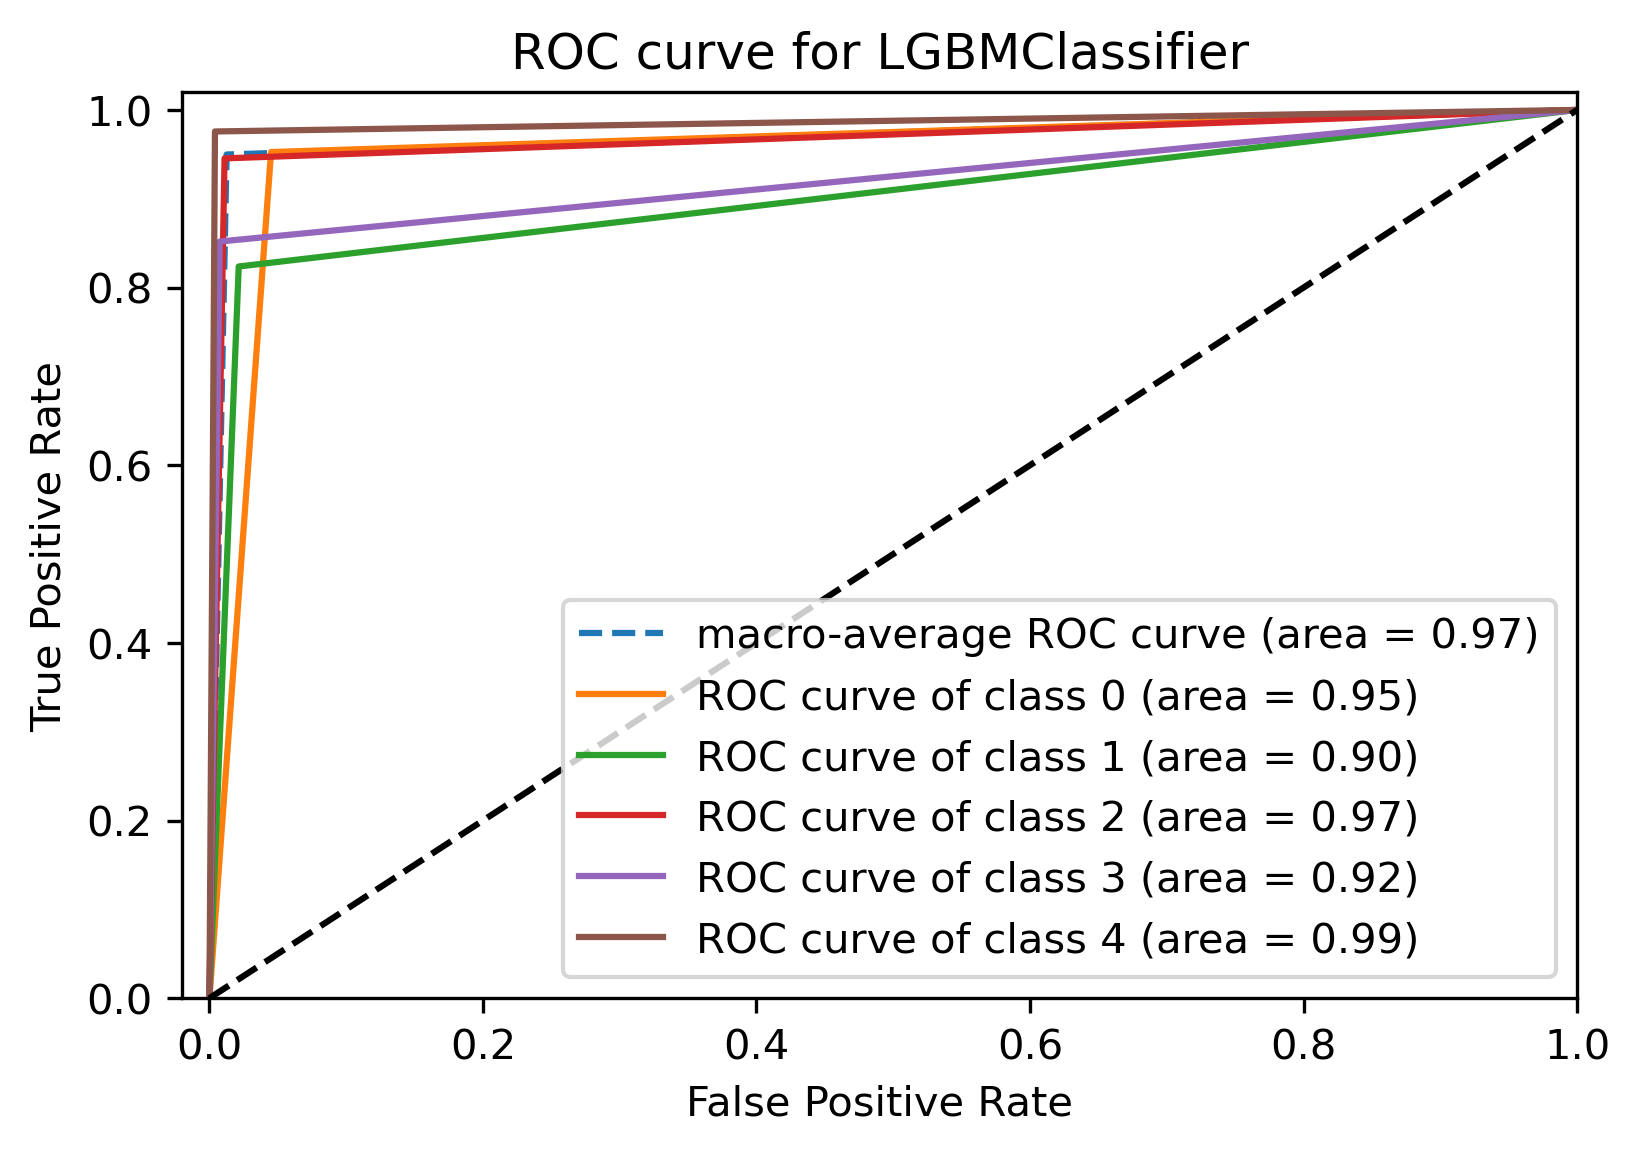 ROC curve for LGBMClassifier
1.0
0.8
0.6
0.4
0.2
0.0
True Positive Rate
macro-average ROC curve (area = 0.97)
ROC curve of class 0 (area = 0.95)
ROC curve of class 1 (area = 0.90)
ROC curve of class 2 (area = 0.97)
ROC curve of class 3 (area = 0.92)
ROC curve of class 4 (area = 0.99)
0.0 0.2 0.4 0.6 0.8 1.0
False Positive Rate